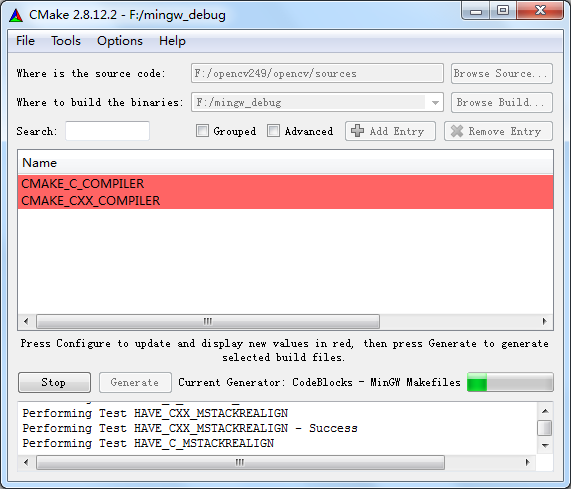 CMake 2.8.12.2 - F:/mingw_debug
File Tools Options Help
Where is the source code: F:/opencv249/opencv/sources Browse Source...
Where to build the binaries: F:/mingw_debug Browse Build...
Search: Grouped Advanced Add Entry Remove Entry
Name
CMAKE_C_COMPILER
CMAKE_CXX_COMPILER
Press Configure to update and display new values in red, then press Generate to generate
selected build files.
Stop Generate Current Generator: CodeBlocks - MinGW Makefiles
Performing Test HAVE_CXX_MSTACKREALIGN
Performing Test HAVE_CXX_MSTACKREALIGN - Success
Performing Test HAVE_C_MSTACKREALIGN